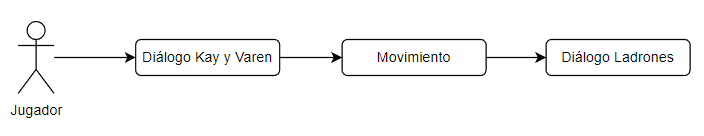 Diálogo Kay y Varen
Movimiento
Diálogo Ladrones
Jugador